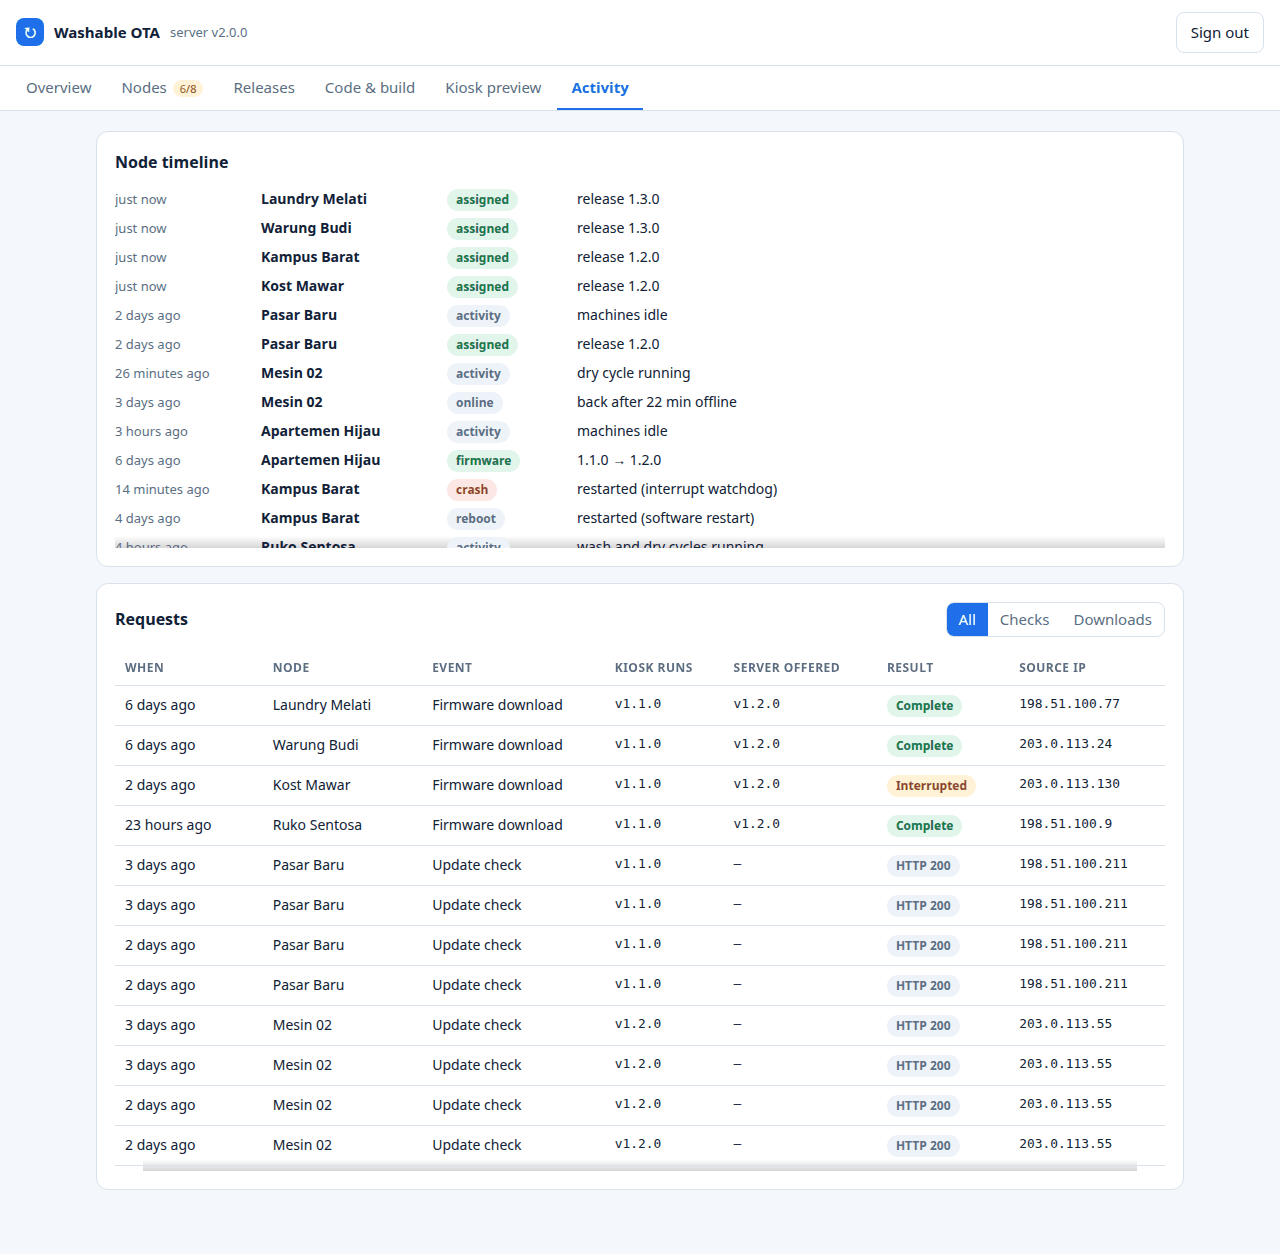 ↻ Washable OTA server v2.0.0 Sign out
Overview Nodes 6/8 Releases Code & build Kiosk preview Activity
Node timeline
just now Laundry Melati assigned release 1.3.0
just now Warung Budi assigned release 1.3.0
just now Kampus Barat assigned release 1.2.0
just now Kost Mawar assigned release 1.2.0
2 days ago Pasar Baru activity machines idle
2 days ago Pasar Baru assigned release 1.2.0
26 minutes ago Mesin 02 activity dry cycle running
3 days ago Mesin 02 online back after 22 min offline
3 hours ago Apartemen Hijau activity machines idle
6 days ago Apartemen Hijau firmware 1.1.0 → 1.2.0
14 minutes ago Kampus Barat crash restarted (interrupt watchdog)
4 days ago Kampus Barat reboot restarted (software restart)
4 hours ago Ruko Sentosa activity wash and dry cycles running
Requests All Checks Downloads
WHEN NODE EVENT KIOSK RUNS SERVER OFFERED RESULT SOURCE IP
6 days ago Laundry Melati Firmware download v1.1.0 v1.2.0 Complete 198.51.100.77
6 days ago Warung Budi Firmware download v1.1.0 v1.2.0 Complete 203.0.113.24
2 days ago Kost Mawar Firmware download v1.1.0 v1.2.0 Interrupted 203.0.113.130
23 hours ago Ruko Sentosa Firmware download v1.1.0 v1.2.0 Complete 198.51.100.9
3 days ago Pasar Baru Update check v1.1.0 — HTTP 200 198.51.100.211
3 days ago Pasar Baru Update check v1.1.0 — HTTP 200 198.51.100.211
2 days ago Pasar Baru Update check v1.1.0 — HTTP 200 198.51.100.211
2 days ago Pasar Baru Update check v1.1.0 — HTTP 200 198.51.100.211
3 days ago Mesin 02 Update check v1.2.0 — HTTP 200 203.0.113.55
3 days ago Mesin 02 Update check v1.2.0 — HTTP 200 203.0.113.55
2 days ago Mesin 02 Update check v1.2.0 — HTTP 200 203.0.113.55
2 days ago Mesin 02 Update check v1.2.0 — HTTP 200 203.0.113.55